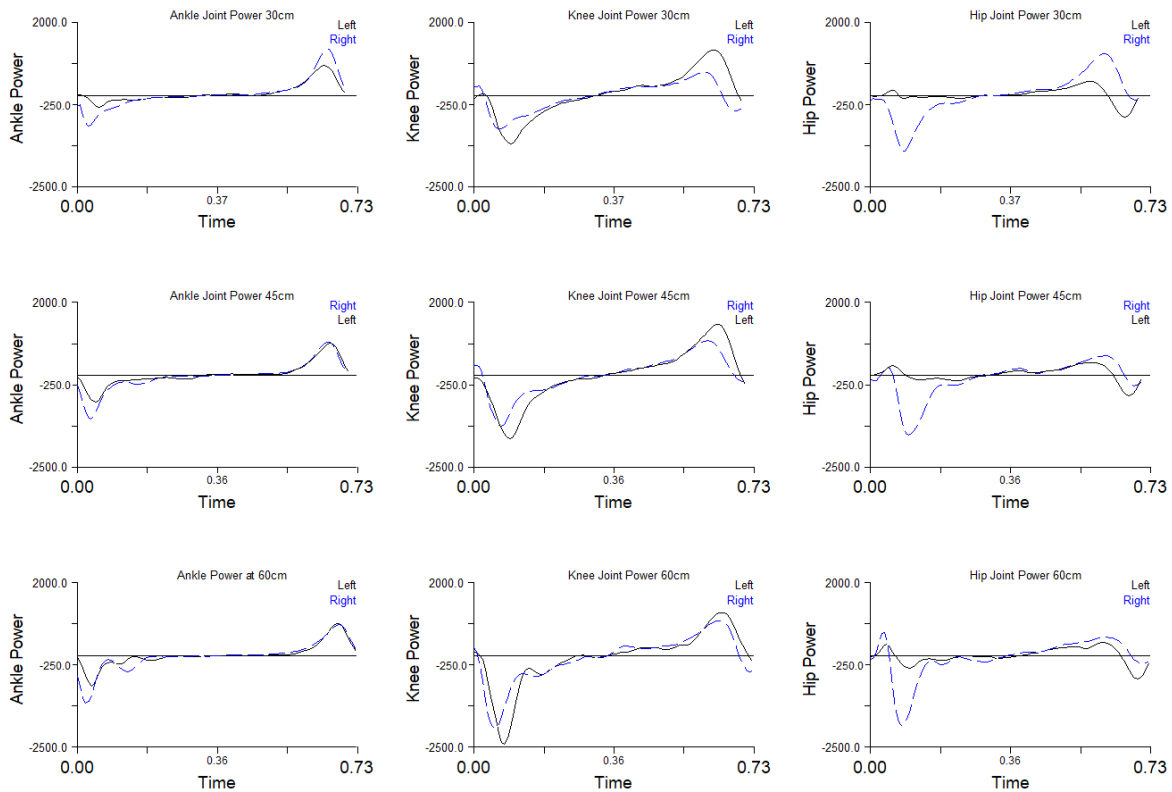 Ankle Joint Power 30cm
2000.0
Left
Right
Ankle Power
-250.0
-2500.0
0.00
0.37
0.73
Time
Knee Joint Power 30cm
2000.0
Left
Right
Knee Power
-250.0
-2500.0
0.00
0.37
0.73
Time
Hip Joint Power 30cm
2000.0
Left
Right
Hip Power
-250.0
-2500.0
0.00
0.37
0.73
Time
Ankle Joint Power 45cm
2000.0
Right
Left
Ankle Power
-250.0
-2500.0
0.00
0.36
0.73
Time
Knee Joint Power 45cm
2000.0
Right
Left
Knee Power
-250.0
-2500.0
0.00
0.36
0.73
Time
Hip Joint Power 45cm
2000.0
Right
Left
Hip Power
-250.0
-2500.0
0.00
0.36
0.73
Time
Ankle Power at 60cm
2000.0
Left
Right
Ankle Power
-250.0
-2500.0
0.00
0.36
0.73
Time
Knee Joint Power 60cm
2000.0
Left
Right
Knee Power
-250.0
-2500.0
0.00
0.36
0.73
Time
Hip Joint Power 60cm
2000.0
Left
Right
Hip Power
-250.0
-2500.0
0.00
0.36
0.73
Time